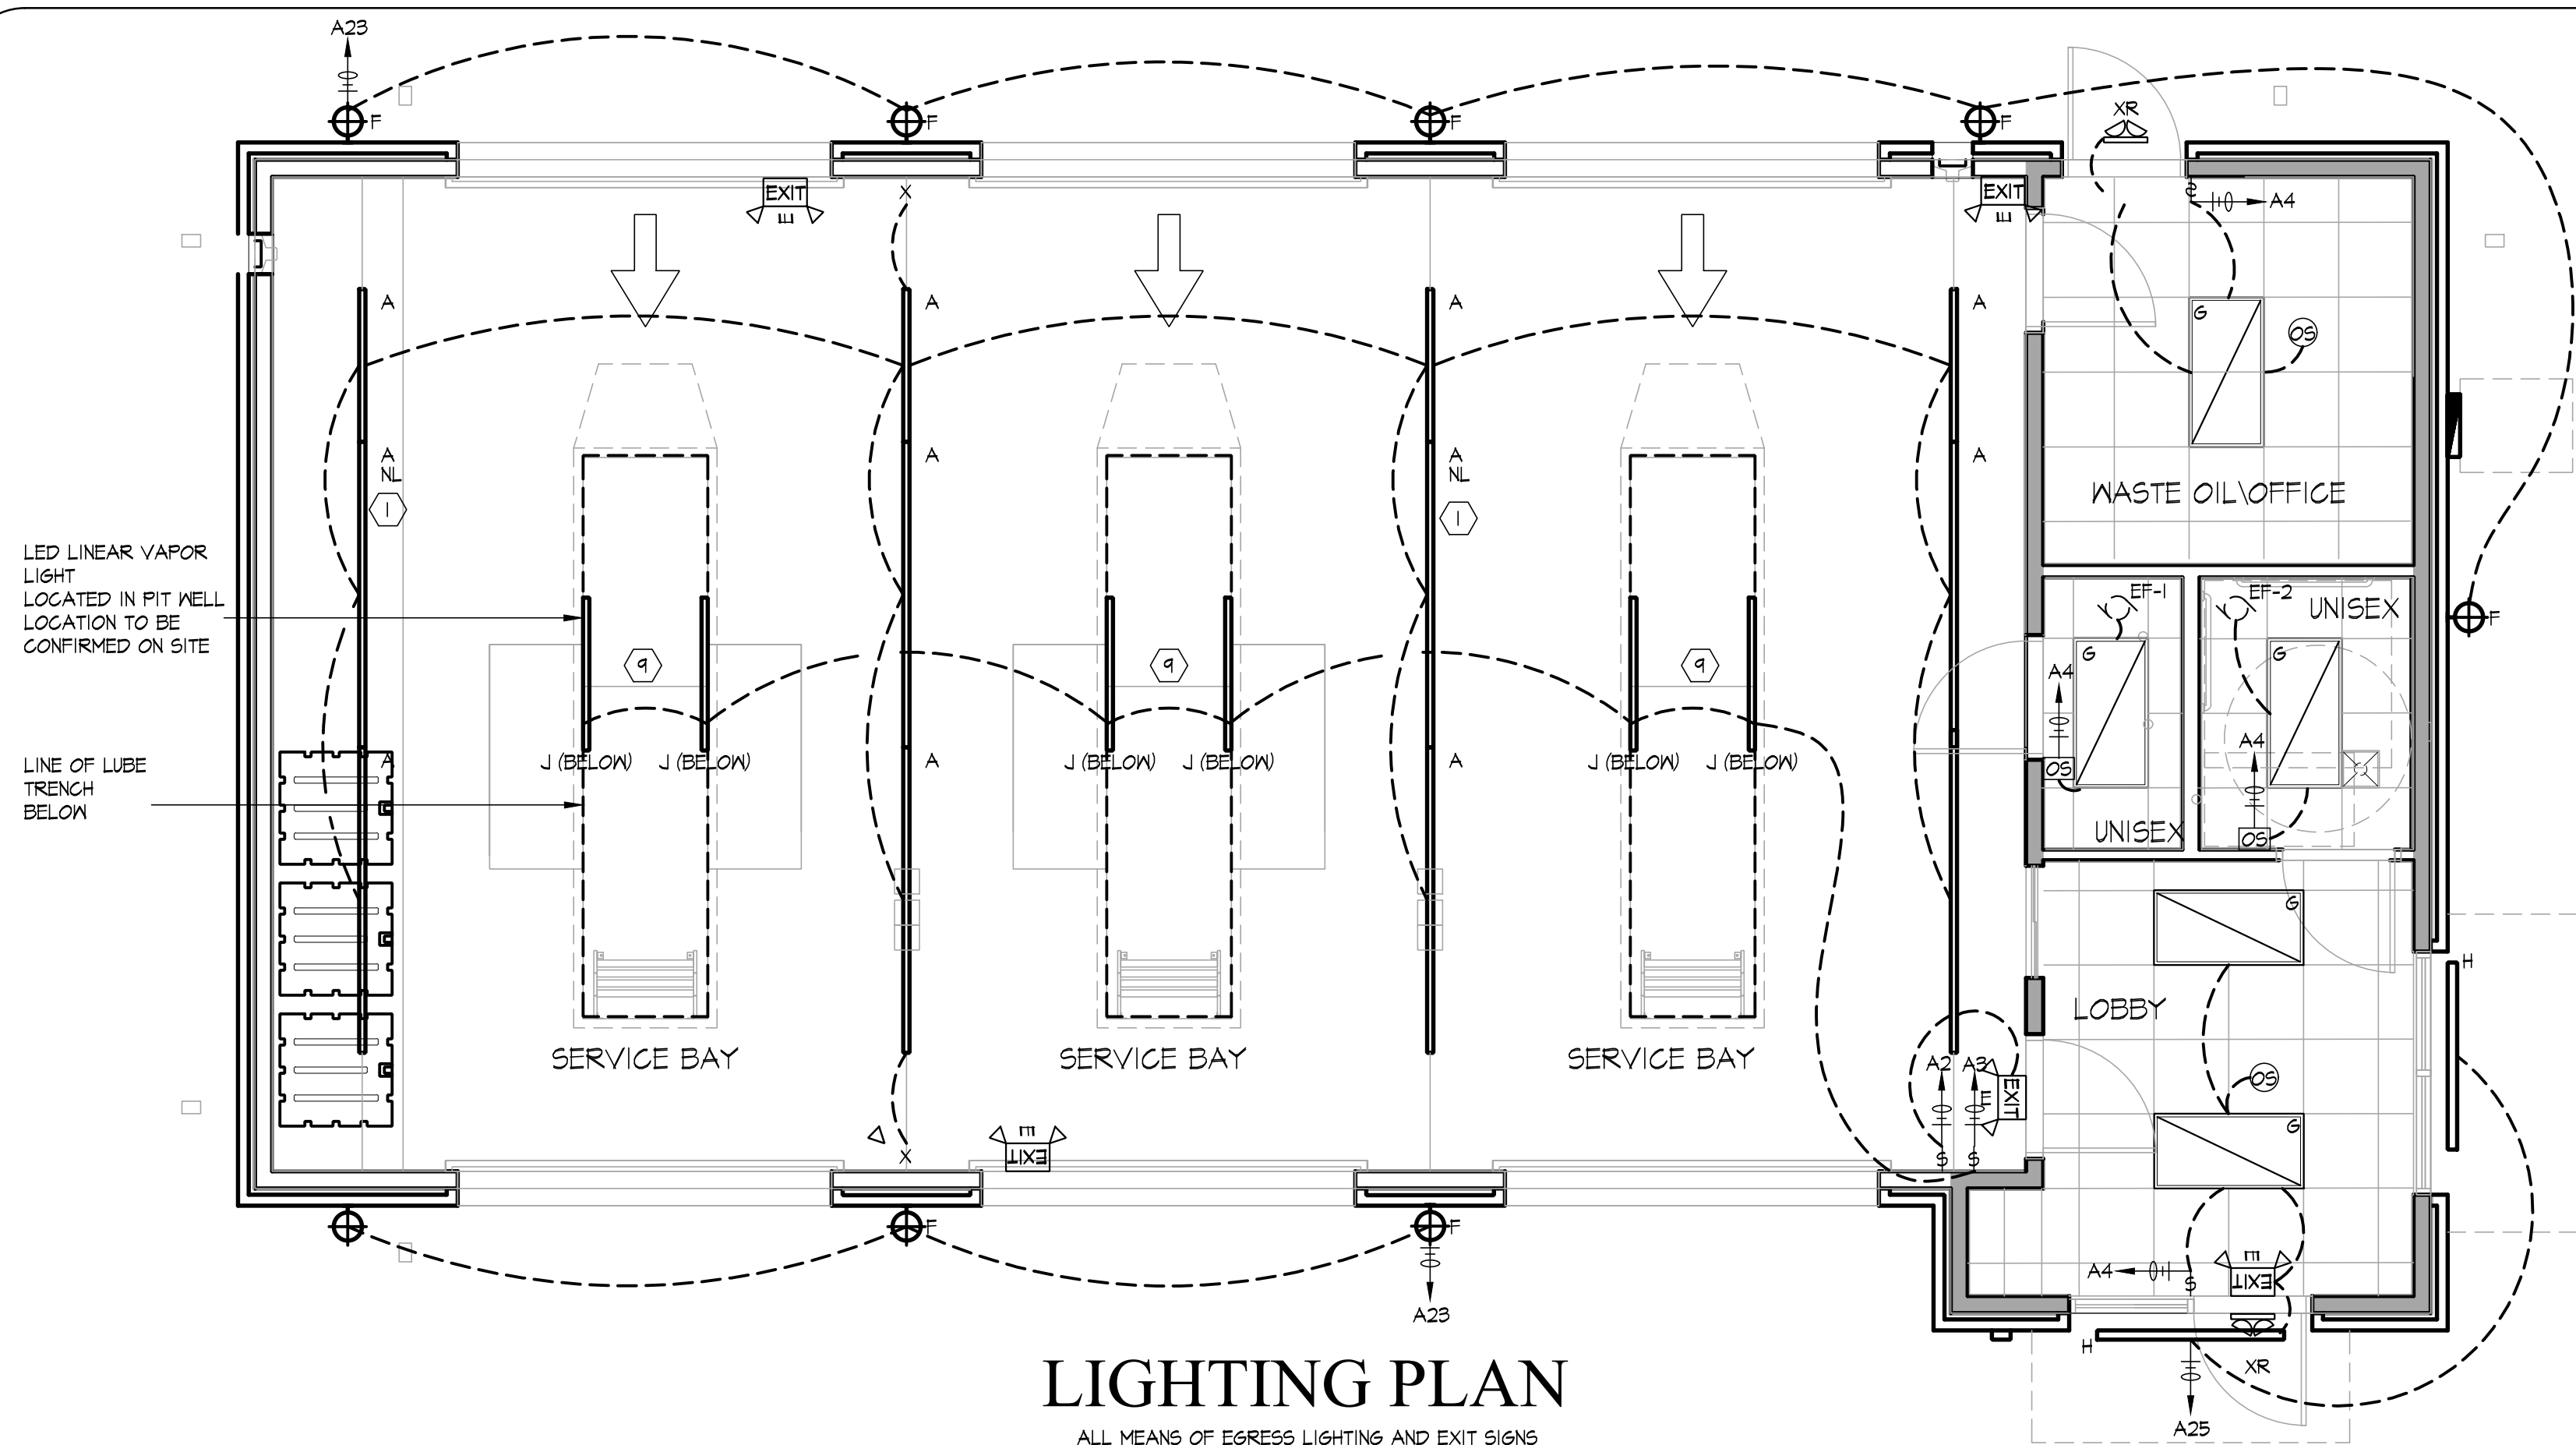 A23
F
F
F
F
XR
EXIT
E
X
EXIT
E
S
A4
A
A
A
A
G
OS
A
NL
1
A
A
NL
1
A
WASTE OIL\OFFICE
LED LINEAR VAPOR
LIGHT
LOCATED IN PIT WELL
LOCATION TO BE
CONFIRMED ON SITE
EF-1
EF-2
UNISEX
F
9
9
9
G
G
A4
A4
LINE OF LUBE
TRENCH
BELOW
A
J (BELOW)
J (BELOW)
A
J (BELOW)
J (BELOW)
A
J (BELOW)
J (BELOW)
OS
UNISEX
OS
G
H
LOBBY
SERVICE BAY
SERVICE BAY
SERVICE BAY
A2
A3
E
EXIT
OS
G
X
E
EXIT
S
S
F
F
A23
A4
S
E
EXIT
H
XR
A25
LIGHTING PLAN
ALL MEANS OF EGRESS LIGHTING AND EXIT SIGNS